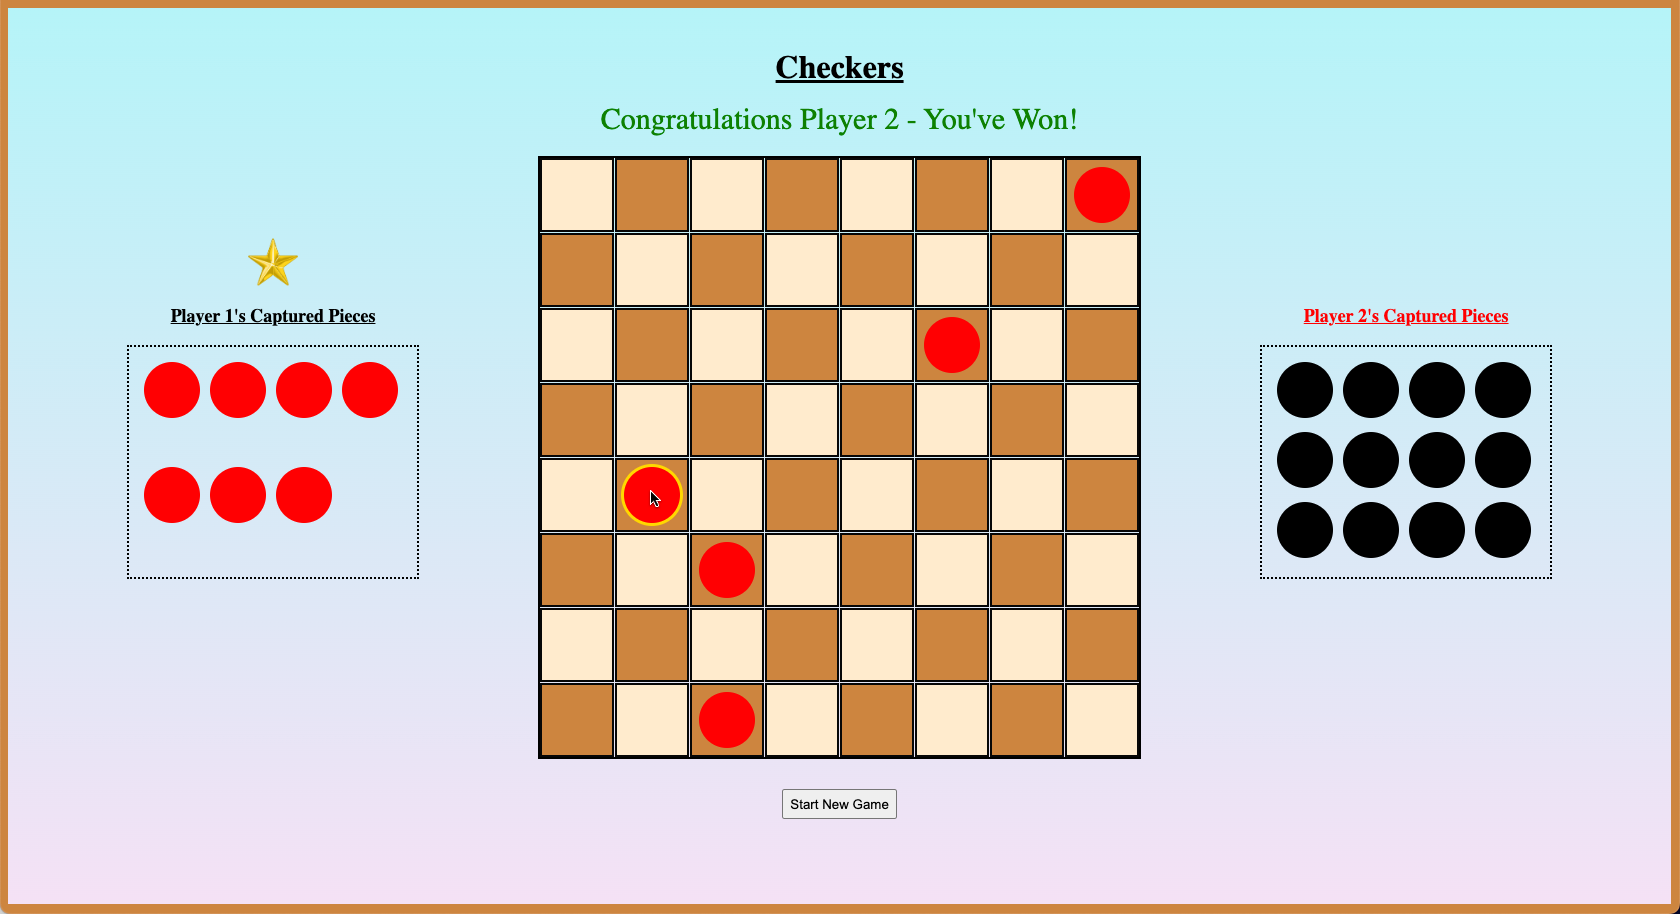 Checkers
Congratulations Player 2 - You've Won!
Player 1's Captured Pieces
Player 2's Captured Pieces
Start New Game